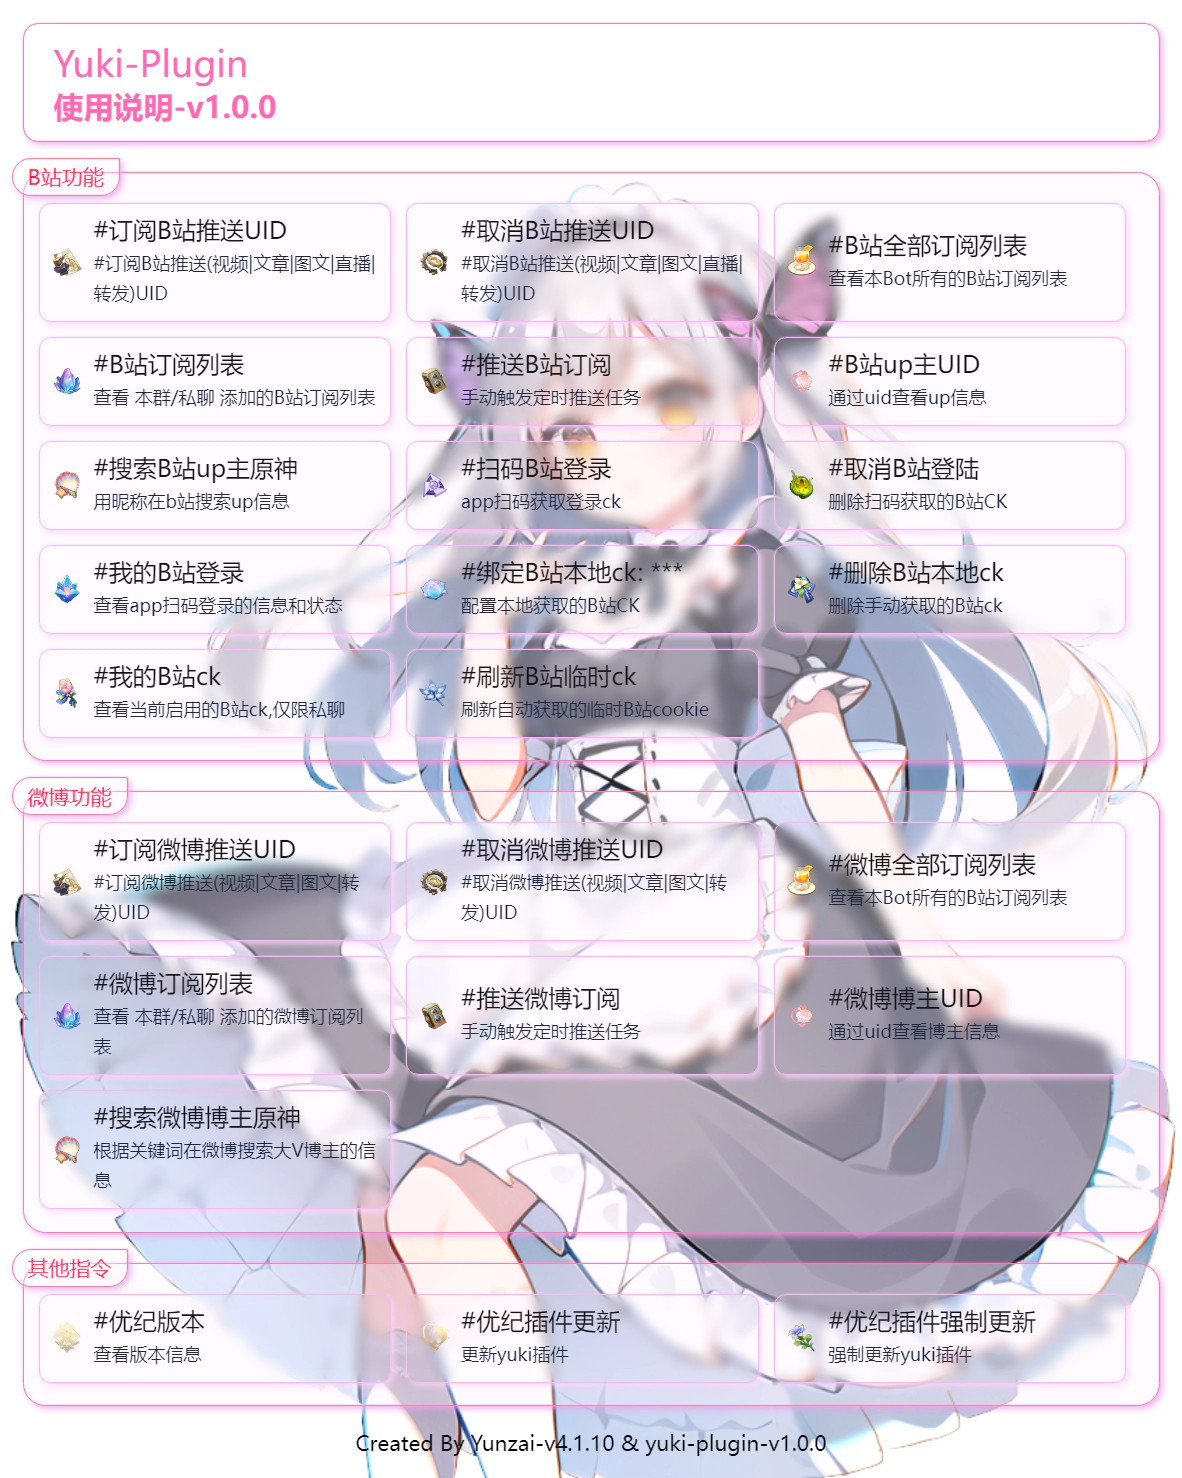 Yuki-Plugin
使用说明-v1.0.0
B站功能
#订阅B站推送UID
#订阅B站推送(视频|文章|图文|直播|
转发)UID
#取消B站推送UID
#取消B站推送(视频|文章|图文|直播|
转发)UID
#B站全部订阅列表
查看本Bot所有的B站订阅列表
#B站订阅列表
查看 本群/私聊 添加的B站订阅列表
#推送B站订阅
手动触发定时推送任务
#B站up主UID
通过uid查看up信息
#搜索B站up主原神
用昵称在b站搜索up信息
#扫码B站登录
app扫码获取登录ck
#取消B站登陆
删除扫码获取的B站CK
#我的B站登录
查看app扫码登录的信息和状态
#绑定B站本地ck: ***
配置本地获取的B站CK
#删除B站本地ck
删除手动获取的B站ck
#我的B站ck
查看当前启用的B站ck,仅限私聊
#刷新B站临时ck
刷新自动获取的临时B站cookie
微博功能
#订阅微博推送UID
#订阅微博推送(视频|文章|图文|转
发)UID
#取消微博推送UID
#取消微博推送(视频|文章|图文|转
发)UID
#微博全部订阅列表
查看本Bot所有的B站订阅列表
#微博订阅列表
查看 本群/私聊 添加的微博订阅列
表
#推送微博订阅
手动触发定时推送任务
#微博博主UID
通过uid查看博主信息
#搜索微博博主原神
根据关键词在微博搜索大V博主的信
息
其他指令
#优纪版本
查看版本信息
#优纪插件更新
更新yuki插件
#优纪插件强制更新
强制更新yuki插件
Created By Yunzai-v4.1.10 & yuki-plugin-v1.0.0